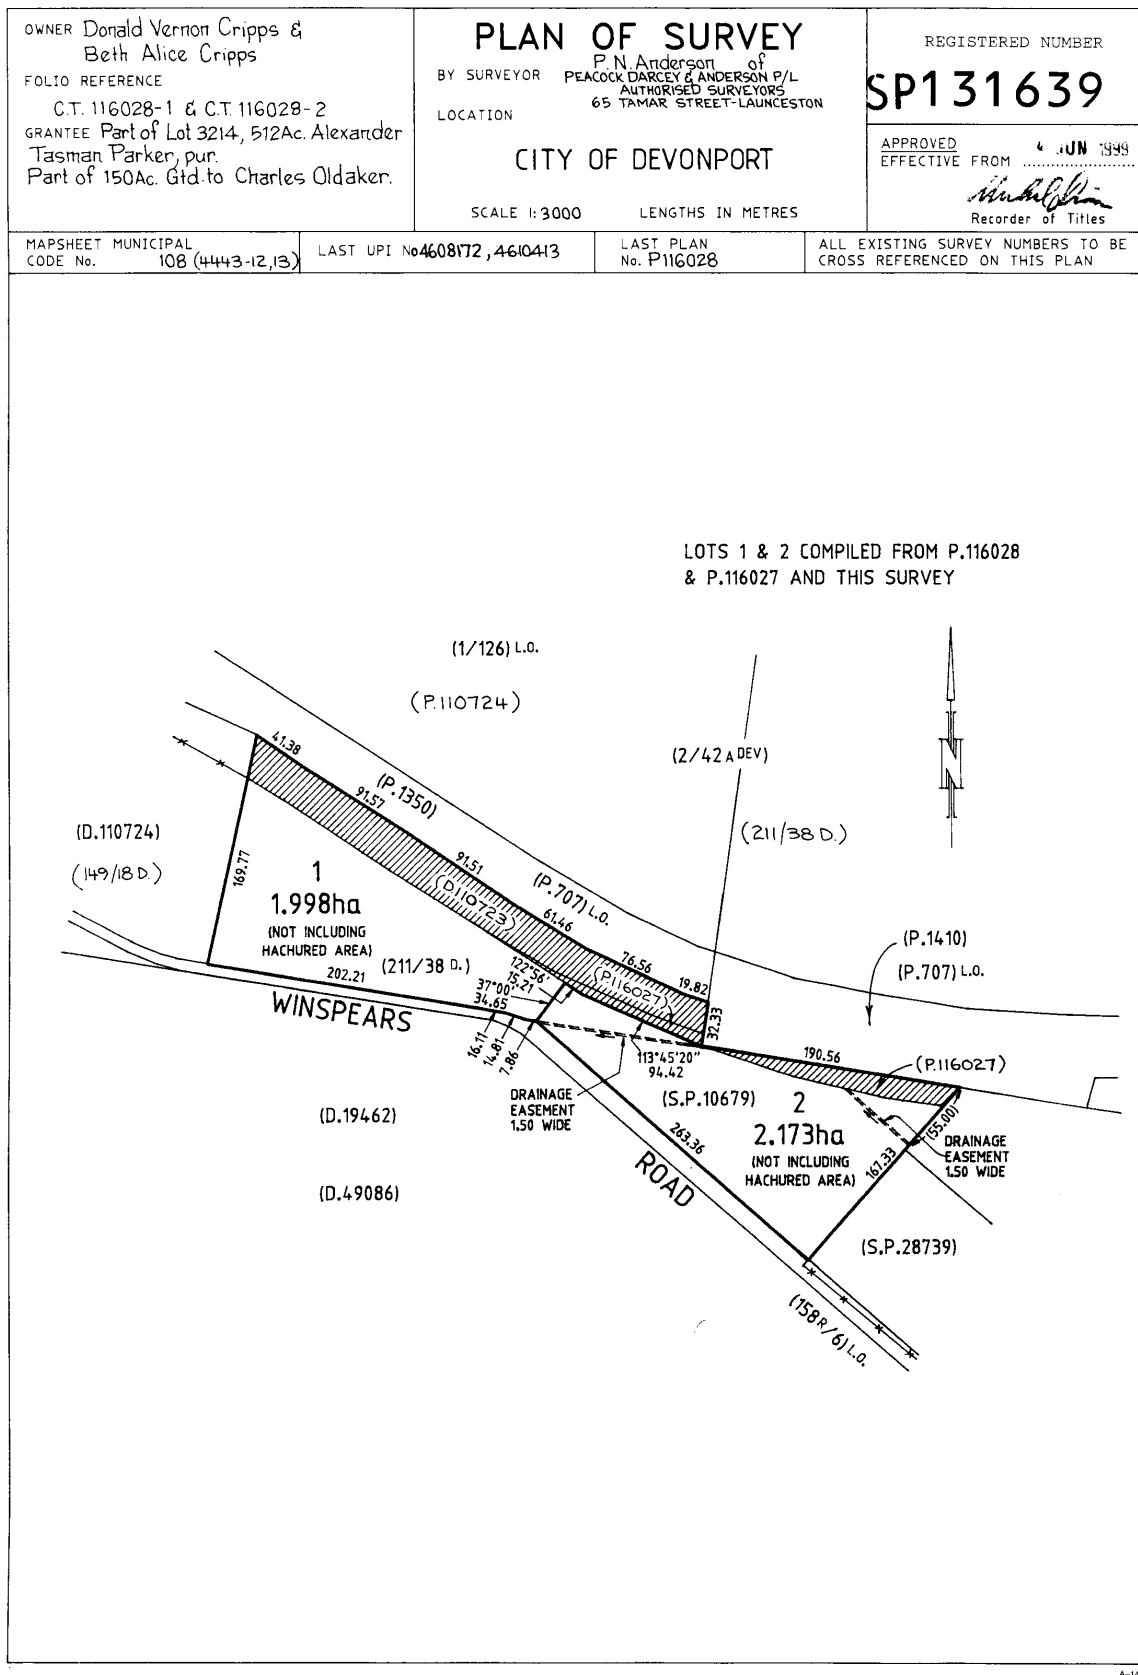 OWNER Donald Vernon Cripps &
Beth Alice Cripps
FOLIO REFERENCE
C.T. 116028-1 & C.T. 116028-2
GRANTEE Part of Lot 3214, 512Ac. Alexander
Tasman Parker, pur.
Part of 150Ac. Gtd. to Charles Oldaker.
PLAN OF SURVEY
BY SURVEYOR P. N. Anderson of
PEACOCK DARCEY & ANDERSON P/L
AUTHORISED SURVEYORS
65 TAMAR STREET-LAUNCESTON
LOCATION
CITY OF DEVONPORT
SCALE 1:3000 LENGTHS IN METRES
REGISTERED NUMBER
SP131639
APPROVED
EFFECTIVE FROM 4 JUN 1999
Recorder of Titles
MAPSHEET MUNICIPAL
CODE No. 108 (4443-12,13)
LAST UPI No 4608172, 4610413
LAST PLAN
No. P116028
ALL EXISTING SURVEY NUMBERS TO BE
CROSS REFERENCED ON THIS PLAN
LOTS 1 & 2 COMPILED FROM P.116028
& P.116027 AND THIS SURVEY
(1/126) L.O.
(P.110724)
(2/42 A DEV)
(211/38 D.)
N
41.38
(P.1350)
91.57
(D.110724)
(149/18 D.)
169.77
1
1.998ha
(NOT INCLUDING
HACHURED AREA)
91.51
(D.110723)
(P.707) L.O.
61.46
76.56
19.82
(P.116027)
32.33
(P.1410)
(P.707) L.O.
(211/38 D.)
202.21
122°56'
15.21
37°00'
34.65
WINSPEARS
16.11
14.81
7.86
113°45'20"
94.42
190.56
(P.116027)
DRAINAGE
EASEMENT
1.50 WIDE
(S.P.10679)
2
2.173ha
(NOT INCLUDING
HACHURED AREA)
(55.00)
DRAINAGE
EASEMENT
1.50 WIDE
167.33
263.36
ROAD
(D.19462)
(D.49086)
(S.P.28739)
(158 R/6) L.O.